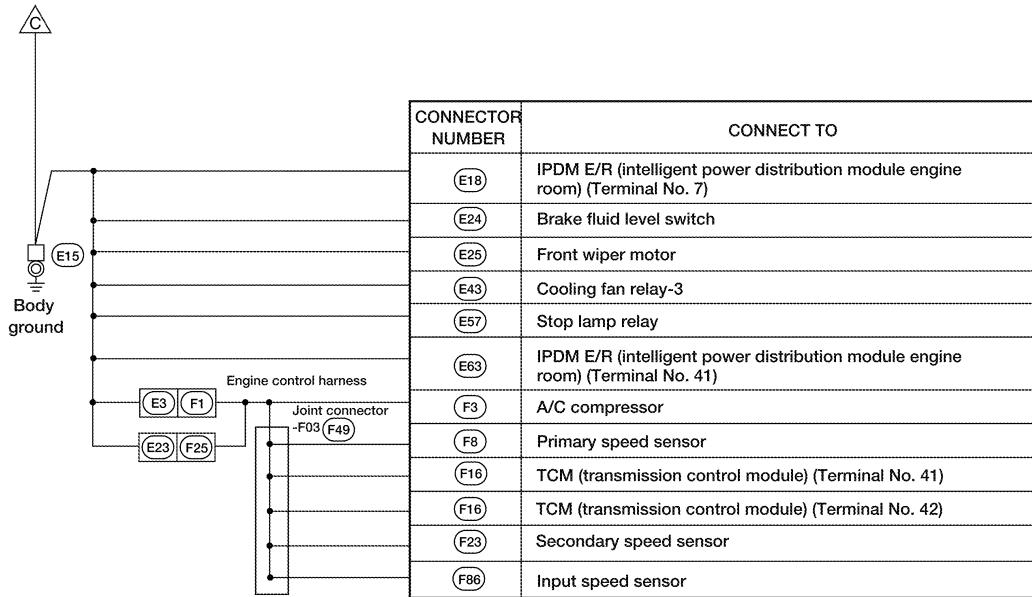 C
CONNECTOR
NUMBER
CONNECT TO
E18
IPDM E/R (intelligent power distribution module engine
room) (Terminal No. 7)
E24
Brake fluid level switch
E15
E25
Front wiper motor
E43
Cooling fan relay-3
Body
ground
E57
Stop lamp relay
E63
IPDM E/R (intelligent power distribution module engine
room) (Terminal No. 41)
Engine control harness
E3
F1
Joint connector
-F03
F49
F3
A/C compressor
E23
F25
F8
Primary speed sensor
F16
TCM (transmission control module) (Terminal No. 41)
F16
TCM (transmission control module) (Terminal No. 42)
F23
Secondary speed sensor
F86
Input speed sensor